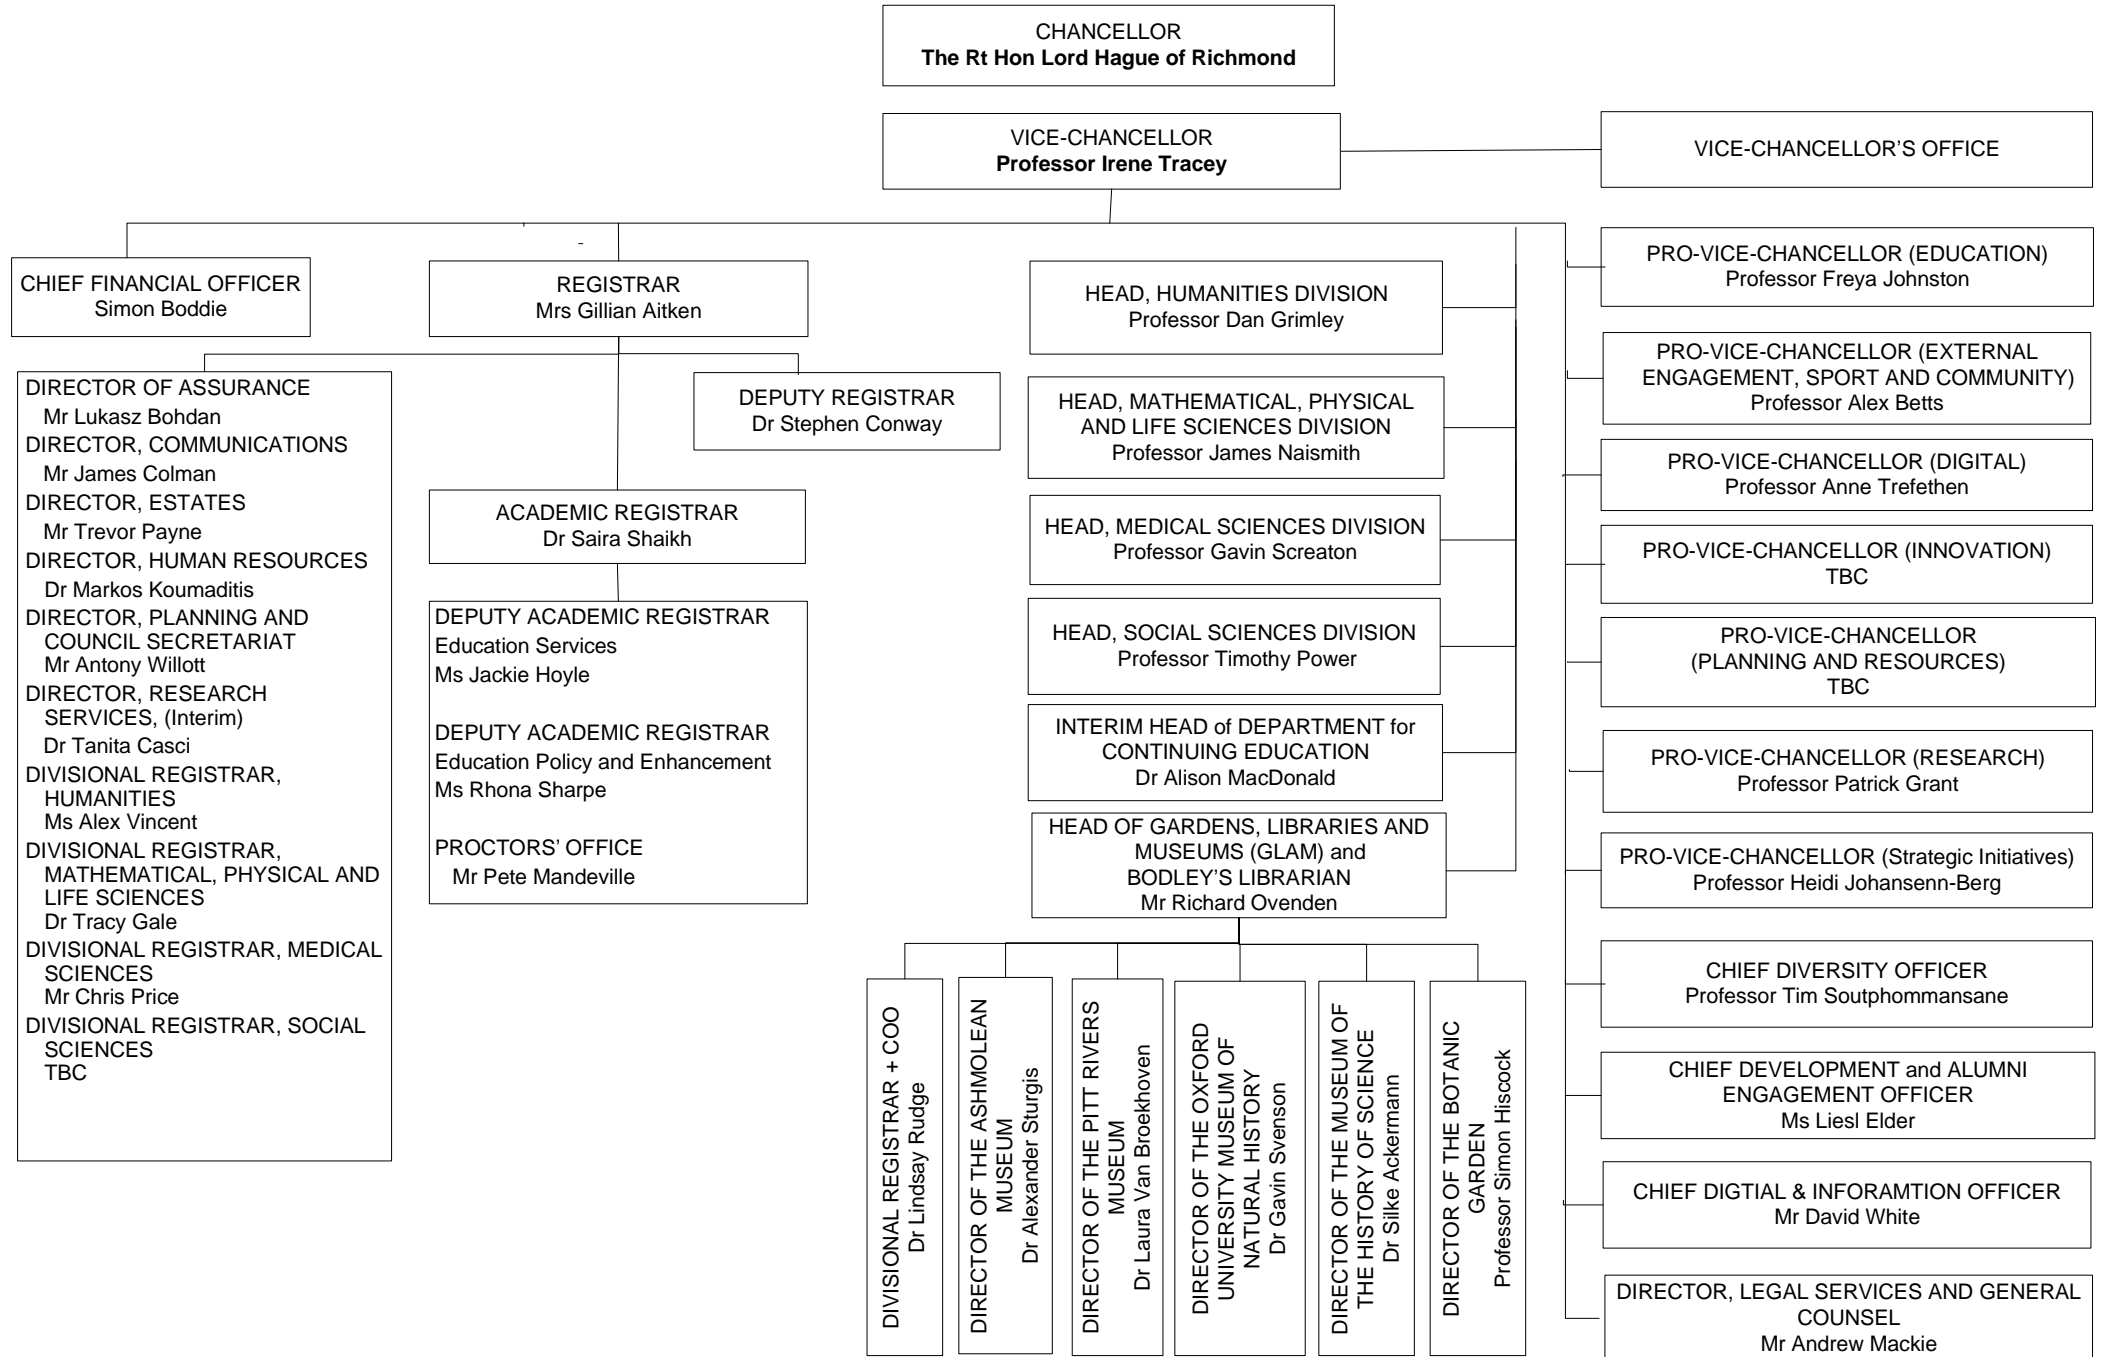 CHANCELLOR
The Rt Hon Lord Hague of Richmond
VICE-CHANCELLOR
Professor Irene Tracey
VICE-CHANCELLOR'S OFFICE
CHIEF FINANCIAL OFFICER
Simon Boddie
REGISTRAR
Mrs Gillian Aitken
DIRECTOR OF ASSURANCE
Mr Lukasz Bohdan
DIRECTOR, COMMUNICATIONS
Mr James Colman
DIRECTOR, ESTATES
Mr Trevor Payne
DIRECTOR, HUMAN RESOURCES
Dr Markos Koumaditis
DIRECTOR, PLANNING AND
COUNCIL SECRETARIAT
Mr Antony Willott
DIRECTOR, RESEARCH
SERVICES, (Interim)
Dr Tanita Casci
DIVISIONAL REGISTRAR,
HUMANITIES
Ms Alex Vincent
DIVISIONAL REGISTRAR,
MATHEMATICAL, PHYSICAL AND
LIFE SCIENCES
Dr Tracy Gale
DIVISIONAL REGISTRAR, MEDICAL
SCIENCES
Mr Chris Price
DIVISIONAL REGISTRAR, SOCIAL
SCIENCES
TBC
DEPUTY REGISTRAR
Dr Stephen Conway
ACADEMIC REGISTRAR
Dr Saira Shaikh
DEPUTY ACADEMIC REGISTRAR
Education Services
Ms Jackie Hoyle
DEPUTY ACADEMIC REGISTRAR
Education Policy and Enhancement
Ms Rhona Sharpe
PROCTORS' OFFICE
Mr Pete Mandeville
HEAD, HUMANITIES DIVISION
Professor Dan Grimley
HEAD, MATHEMATICAL, PHYSICAL
AND LIFE SCIENCES DIVISION
Professor James Naismith
HEAD, MEDICAL SCIENCES DIVISION
Professor Gavin Screaton
HEAD, SOCIAL SCIENCES DIVISION
Professor Timothy Power
INTERIM HEAD of DEPARTMENT for
CONTINUING EDUCATION
Dr Alison MacDonald
HEAD OF GARDENS, LIBRARIES AND
MUSEUMS (GLAM) and
BODLEY'S LIBRARIAN
Mr Richard Ovenden
DIVISIONAL REGISTRAR + COO
Dr Lindsay Rudge
DIRECTOR OF THE ASHMOLEAN
MUSEUM
Dr Alexander Sturgis
DIRECTOR OF THE PITT RIVERS
MUSEUM
Dr Laura Van Broekhoven
DIRECTOR OF THE OXFORD
UNIVERSITY MUSEUM OF
NATURAL HISTORY
Dr Gavin Svenson
DIRECTOR OF THE MUSEUM OF
THE HISTORY OF SCIENCE
Dr Silke Ackermann
DIRECTOR OF THE BOTANIC
GARDEN
Professor Simon Hiscock
PRO-VICE-CHANCELLOR (EDUCATION)
Professor Freya Johnston
PRO-VICE-CHANCELLOR (EXTERNAL
ENGAGEMENT, SPORT AND COMMUNITY)
Professor Alex Betts
PRO-VICE-CHANCELLOR (DIGITAL)
Professor Anne Trefethen
PRO-VICE-CHANCELLOR (INNOVATION)
TBC
PRO-VICE-CHANCELLOR
(PLANNING AND RESOURCES)
TBC
PRO-VICE-CHANCELLOR (RESEARCH)
Professor Patrick Grant
PRO-VICE-CHANCELLOR (Strategic Initiatives)
Professor Heidi Johansenn-Berg
CHIEF DIVERSITY OFFICER
Professor Tim Soutphommansane
CHIEF DEVELOPMENT and ALUMNI
ENGAGEMENT OFFICER
Ms Liesl Elder
CHIEF DIGTIAL & INFORAMTION OFFICER
Mr David White
DIRECTOR, LEGAL SERVICES AND GENERAL
COUNSEL
Mr Andrew Mackie